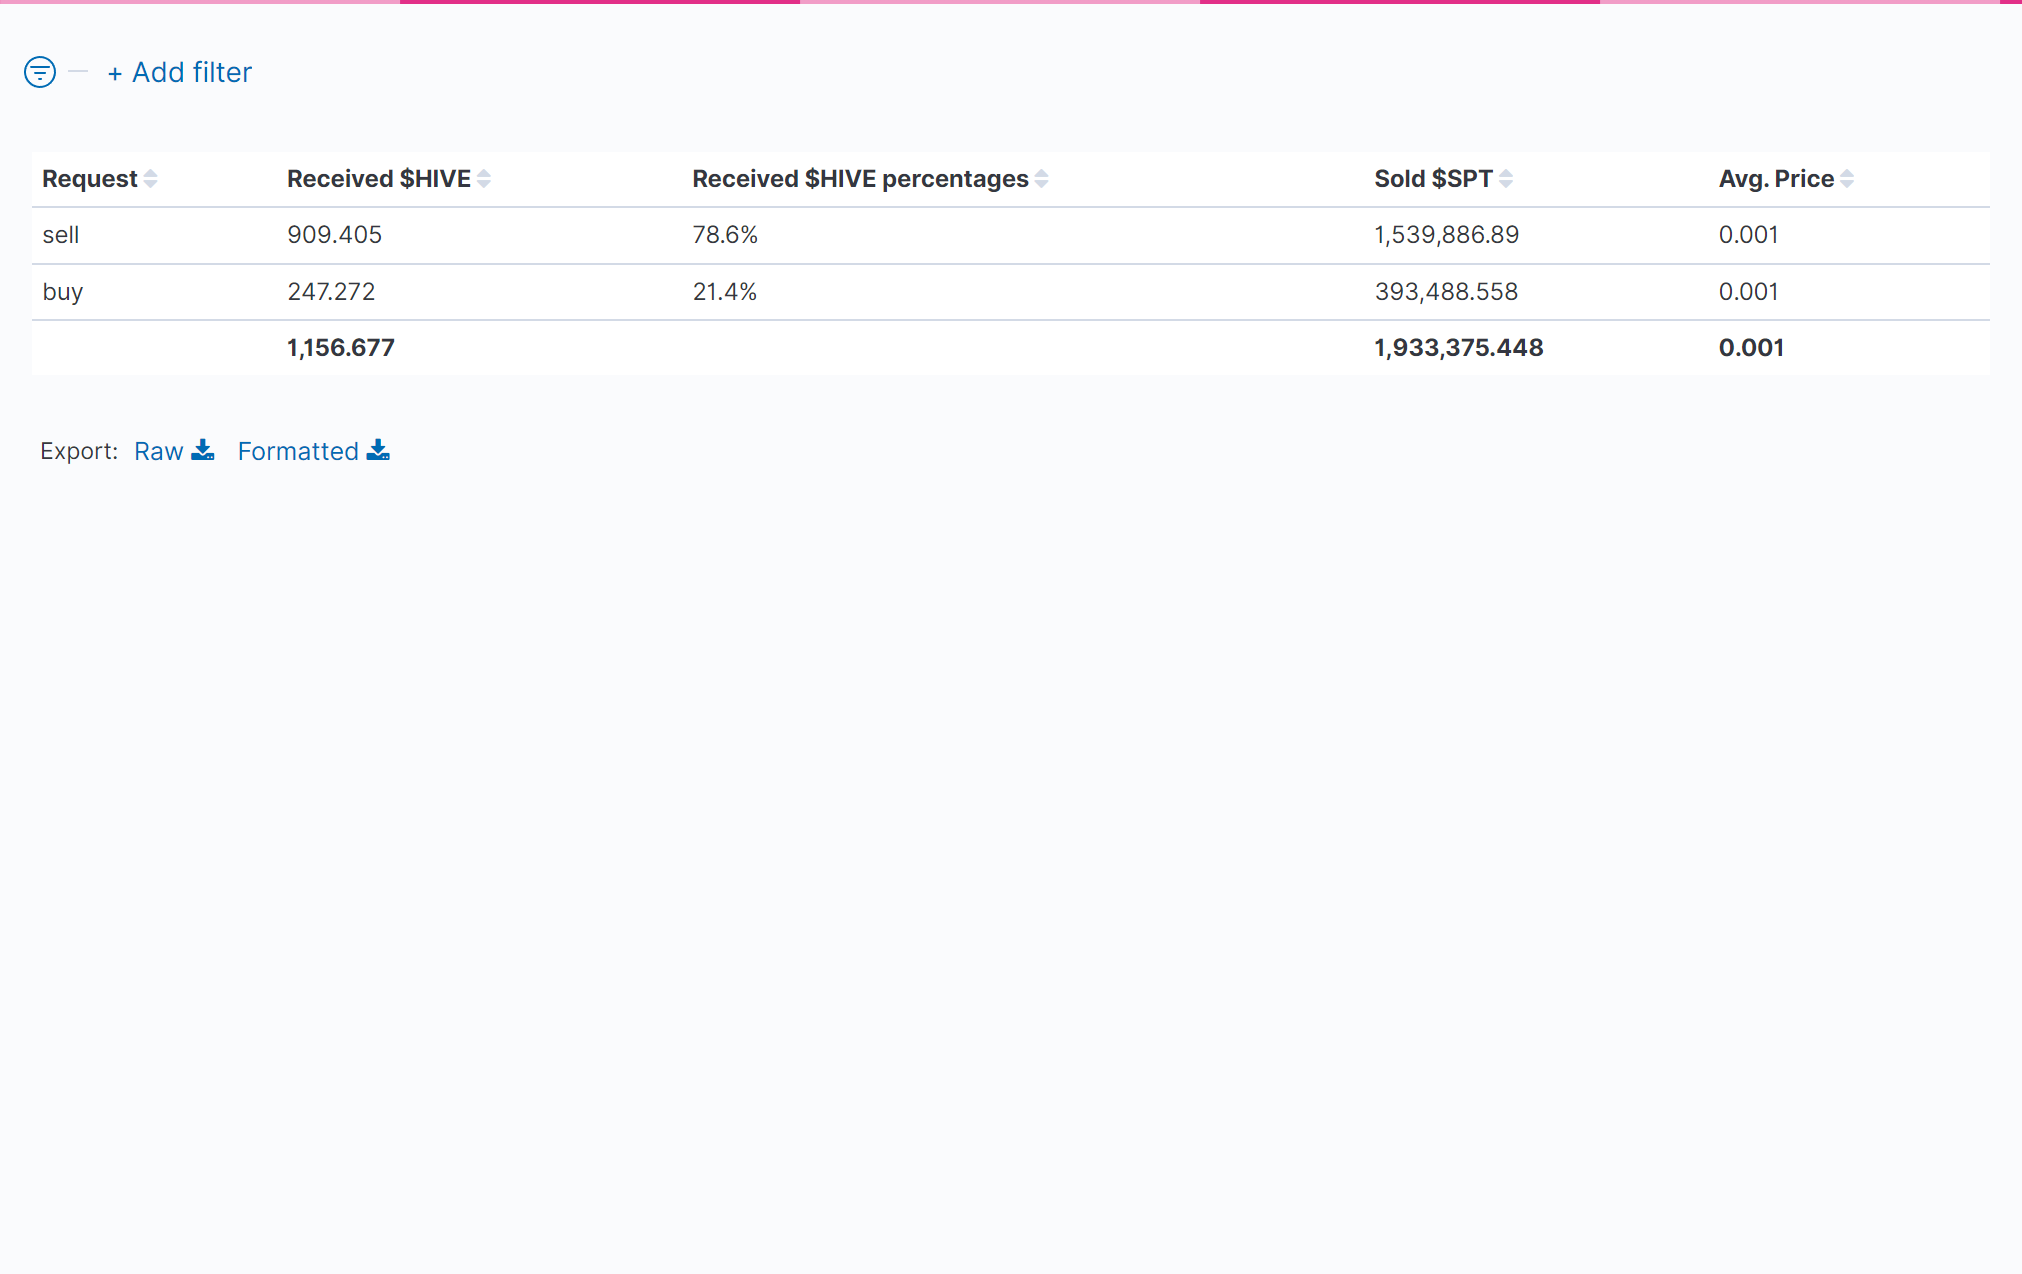 + Add filter
Request Received $HIVE Received $HIVE percentages Sold $SPT Avg. Price
sell 909.405 78.6% 1,539,886.89 0.001
buy 247.272 21.4% 393,488.558 0.001
1,156.677 1,933,375.448 0.001
Export: Raw Formatted